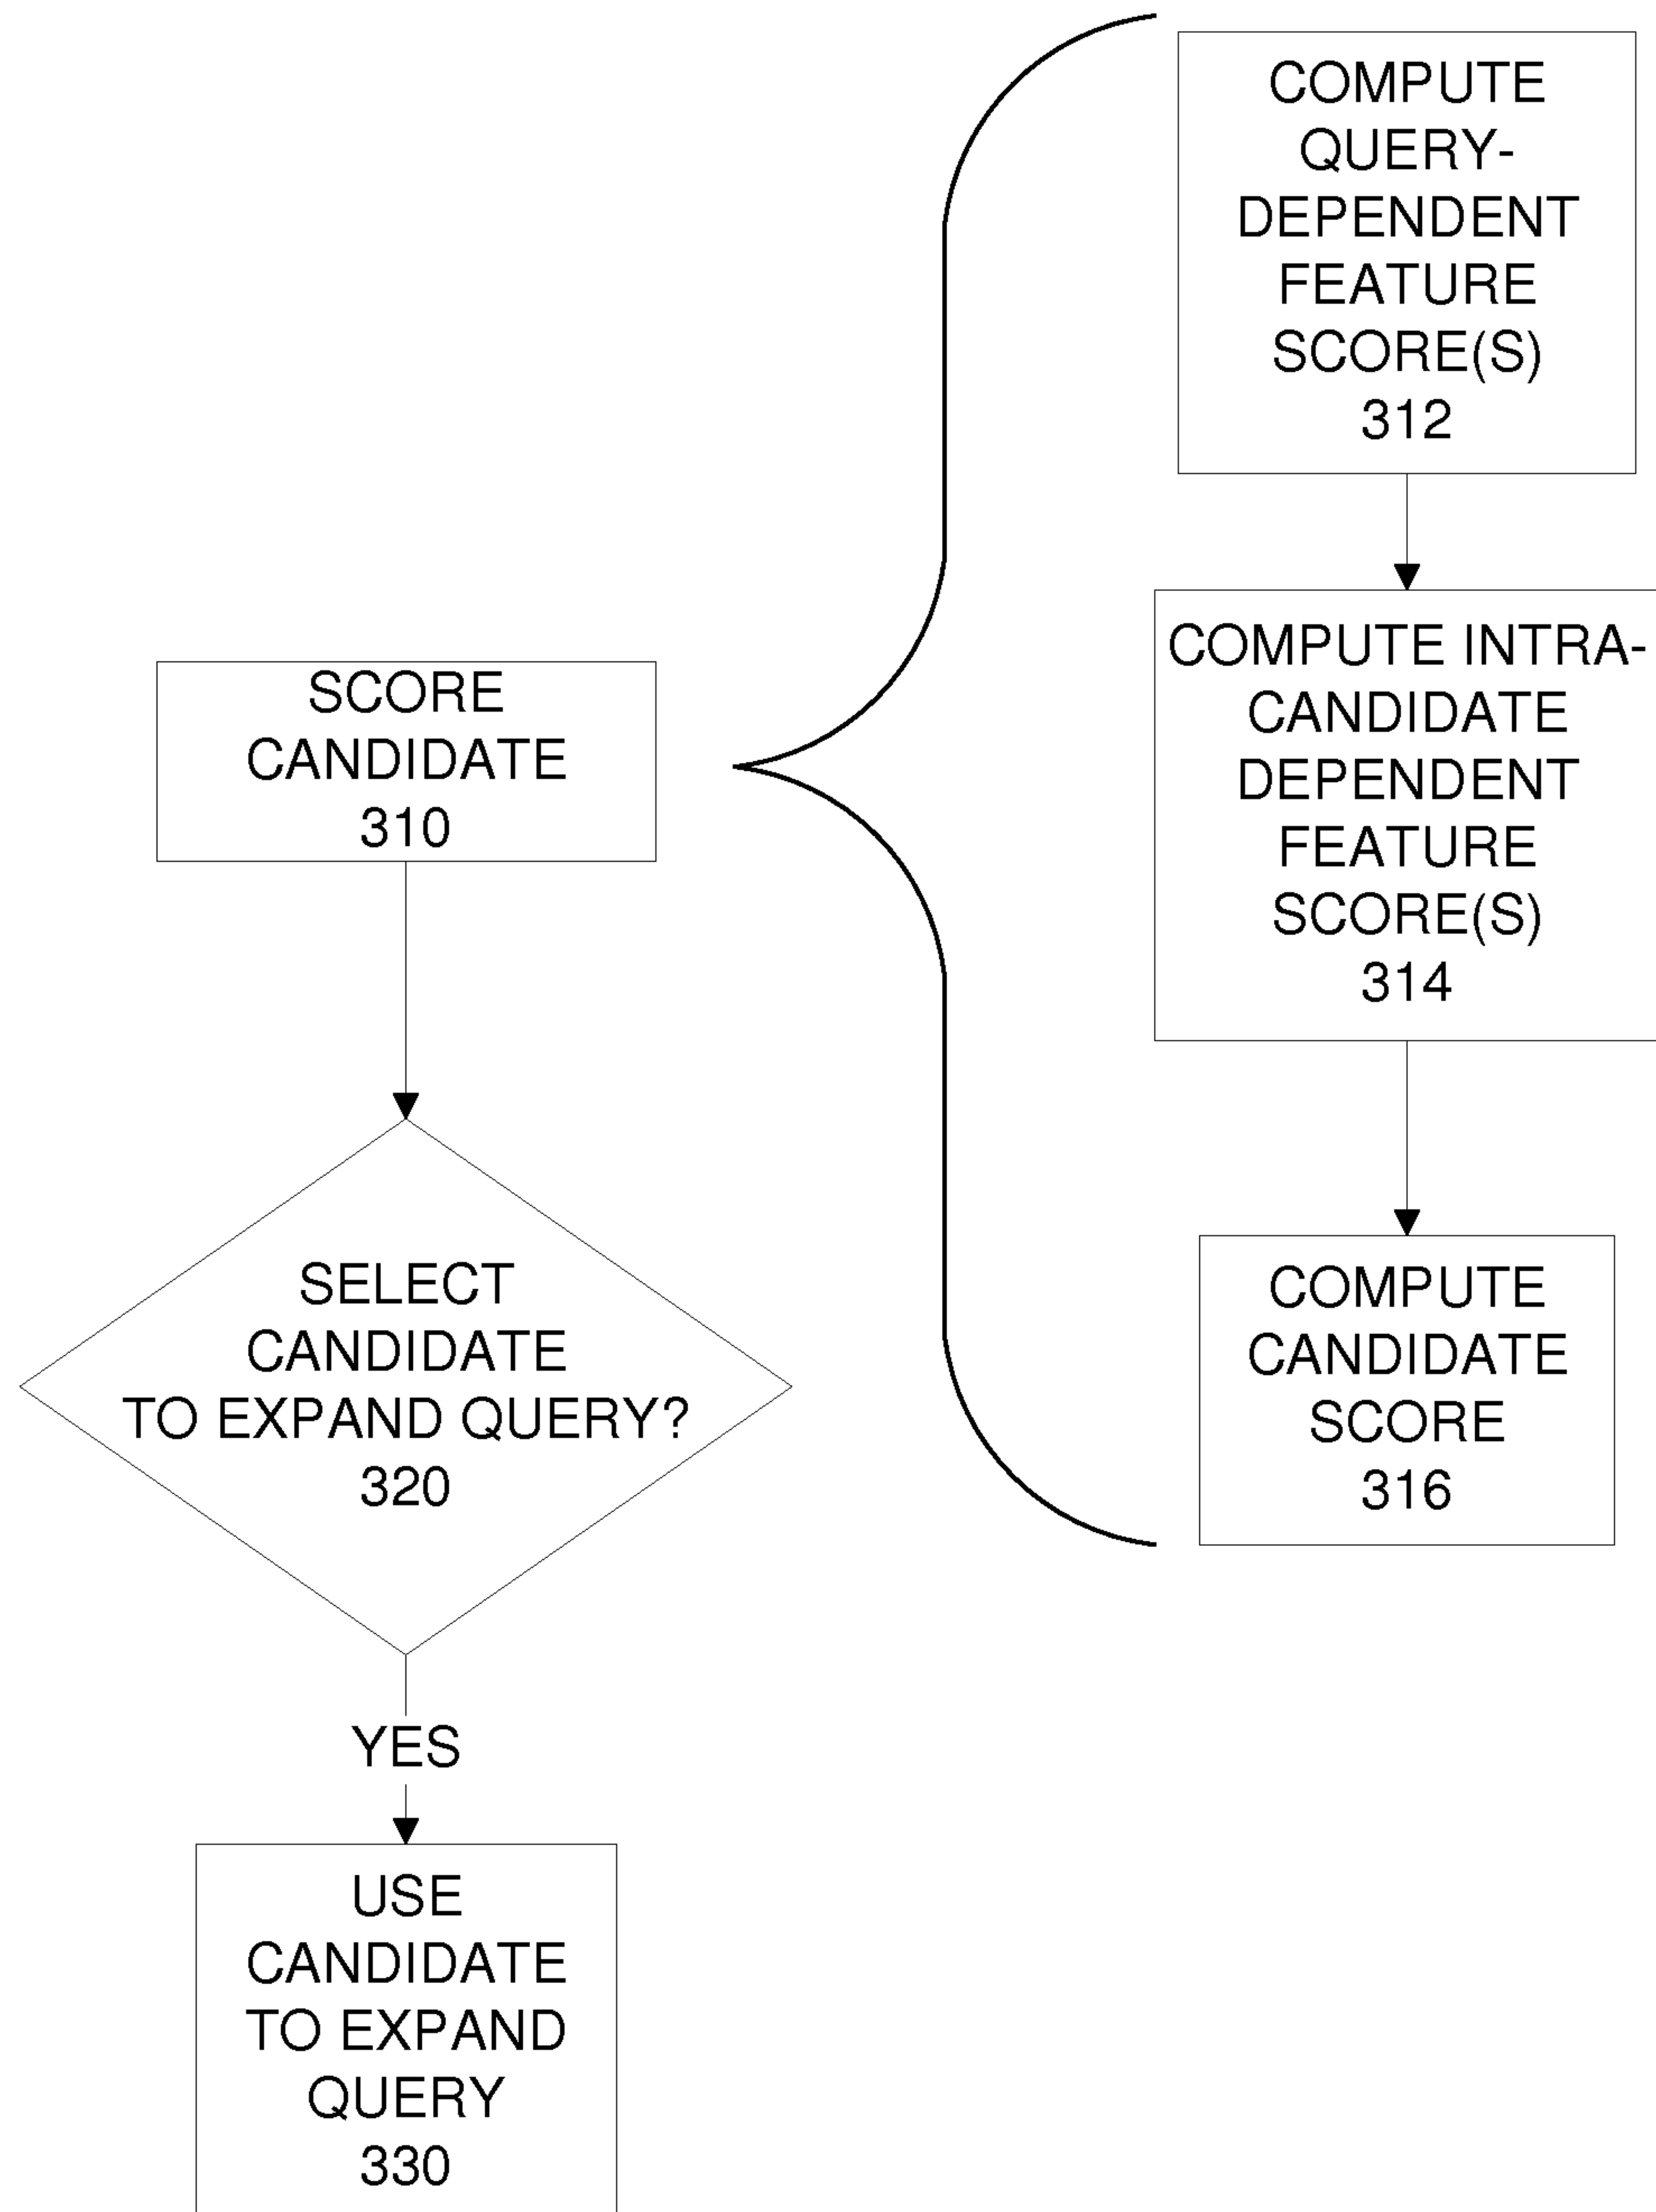 SCORE
CANDIDATE
310
SELECT
CANDIDATE
TO EXPAND QUERY?
320
YES
USE
CANDIDATE
TO EXPAND
QUERY
330
COMPUTE
QUERY-
DEPENDENT
FEATURE
SCORE(S)
312
COMPUTE INTRA-
CANDIDATE
DEPENDENT
FEATURE
SCORE(S)
314
COMPUTE
CANDIDATE
SCORE
316